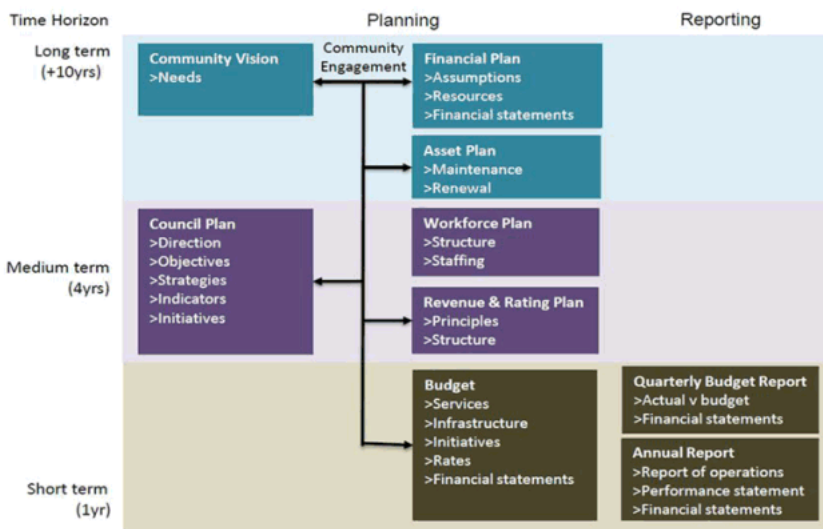 Time Horizon
Planning
Reporting
Long term
(+10yrs)
Community Vision
>Needs
Community
Engagement
Financial Plan
>Assumptions
>Resources
>Financial statements
Asset Plan
>Maintenance
>Renewal
Medium term
(4yrs)
Council Plan
>Direction
>Objectives
>Strategies
>Indicators
>Initiatives
Workforce Plan
>Structure
>Staffing
Revenue & Rating Plan
>Principles
>Structure
Short term
(1yr)
Budget
>Services
>Infrastructure
>Initiatives
>Rates
>Financial statements
Quarterly Budget Report
>Actual v budget
>Financial statements
Annual Report
>Report of operations
>Performance statement
>Financial statements